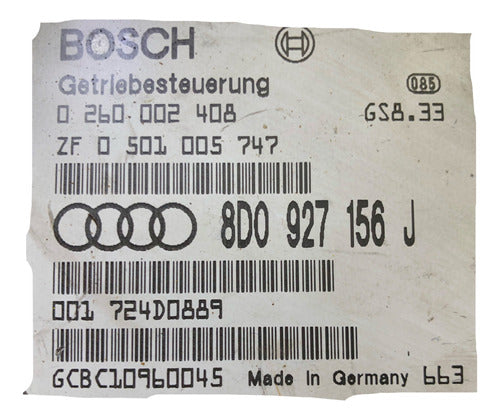 BOSCH
Getriebesteuerung 085
0 260 002 408 GS8.33
ZF 0 501 005 747
8D0 927 156 J
001 724D0889
GCBC10960045 Made in Germany 663